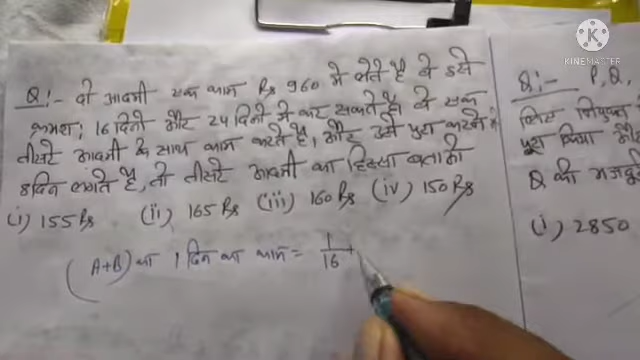 Q:- दो आदमी एक काम Rs 960 में लेते है वे इसे
क्रमश: 16 दिनो और 24 दिनो में कर सकते है। वे एक
तीसरे आदमी के साथ काम करते है, और उसे पुरा करने में
8 दिन लगते है, तो तीसरे आदमी का हिस्सा बताओ
(i) 155 Rs (ii) 165 Rs (iii) 160 Rs (iv) 150 Rs
(A+B) का 1 दिन का काम = 1/16 +
Q:- P, Q,
लिए नियुक्त
पूरा किया
Q की मजदू
(i) 2850
KINEMASTER